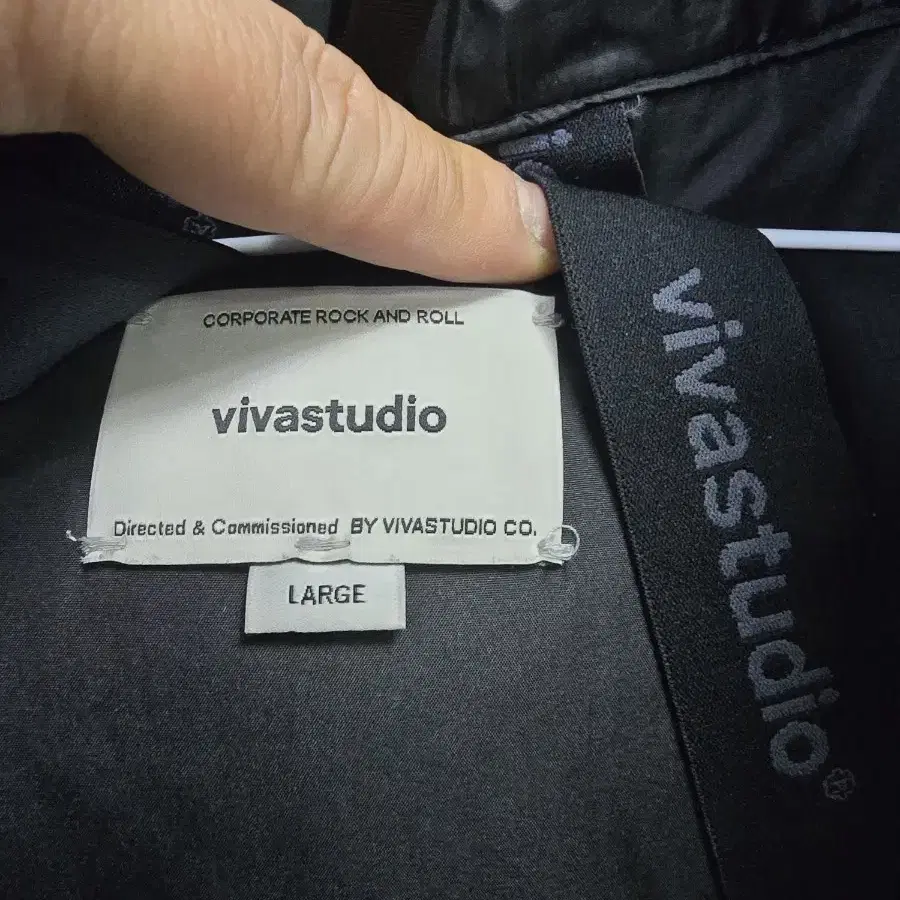 CORPORATE ROCK AND ROLL
vivastudio
Directed & Commissioned BY VIVASTUDIO CO.
LARGE
vivastudio